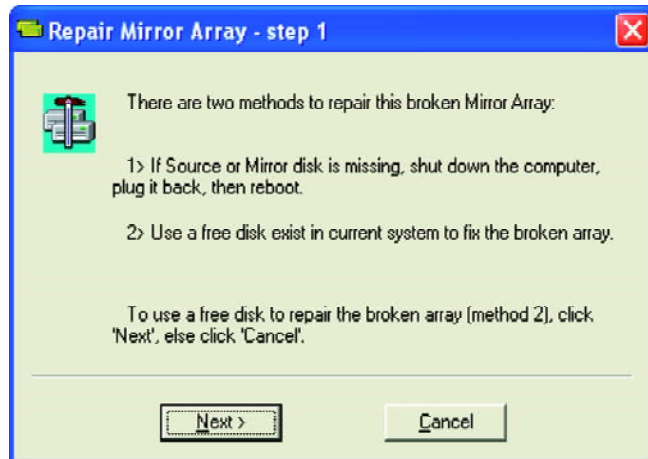 Repair Mirror Array - step 1
There are two methods to repair this broken Mirror Array:
1> If Source or Mirror disk is missing, shut down the computer,
plug it back, then reboot.
2> Use a free disk exist in current system to fix the broken array.
To use a free disk to repair the broken array (method 2), click
'Next', else click 'Cancel'.
Next >
Cancel